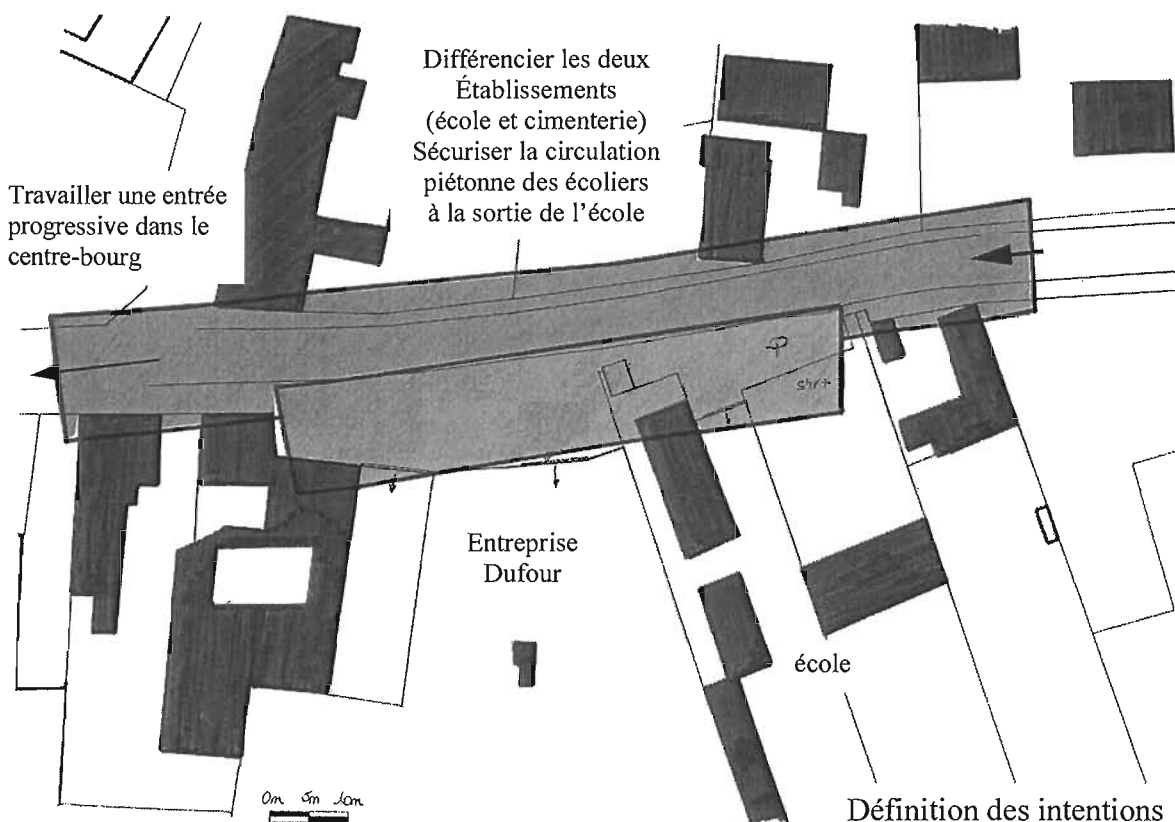 Différencier les deux
Établissements
(école et cimenterie)
Sécuriser la circulation
piétonne des écoliers
à la sortie de l'école
Travailler une entrée
progressive dans le
centre-bourg
Entreprise
Dufour
école
0m 5m 10m
Définition des intentions